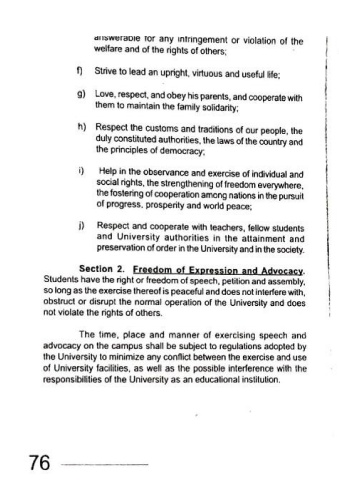 answerable for any infringement or violation of the
welfare and of the rights of others;
f) Strive to lead an upright, virtuous and useful life;
g) Love, respect, and obey his parents, and cooperate with
them to maintain the family solidarity;
h) Respect the customs and traditions of our people, the
duly constituted authorities, the laws of the country and
the principles of democracy;
i) Help in the observance and exercise of individual and
social rights, the strengthening of freedom everywhere,
the fostering of cooperation among nations in the pursuit
of progress, prosperity and world peace;
j) Respect and cooperate with teachers, fellow students
and University authorities in the attainment and
preservation of order in the University and in the society.
Section 2. Freedom of Expression and Advocacy.
Students have the right or freedom of speech, petition and assembly,
so long as the exercise thereof is peaceful and does not interfere with,
obstruct or disrupt the normal operation of the University and does
not violate the rights of others.
The time, place and manner of exercising speech and
advocacy on the campus shall be subject to regulations adopted by
the University to minimize any conflict between the exercise and use
of University facilities, as well as the possible interference with the
responsibilities of the University as an educational institution.
76